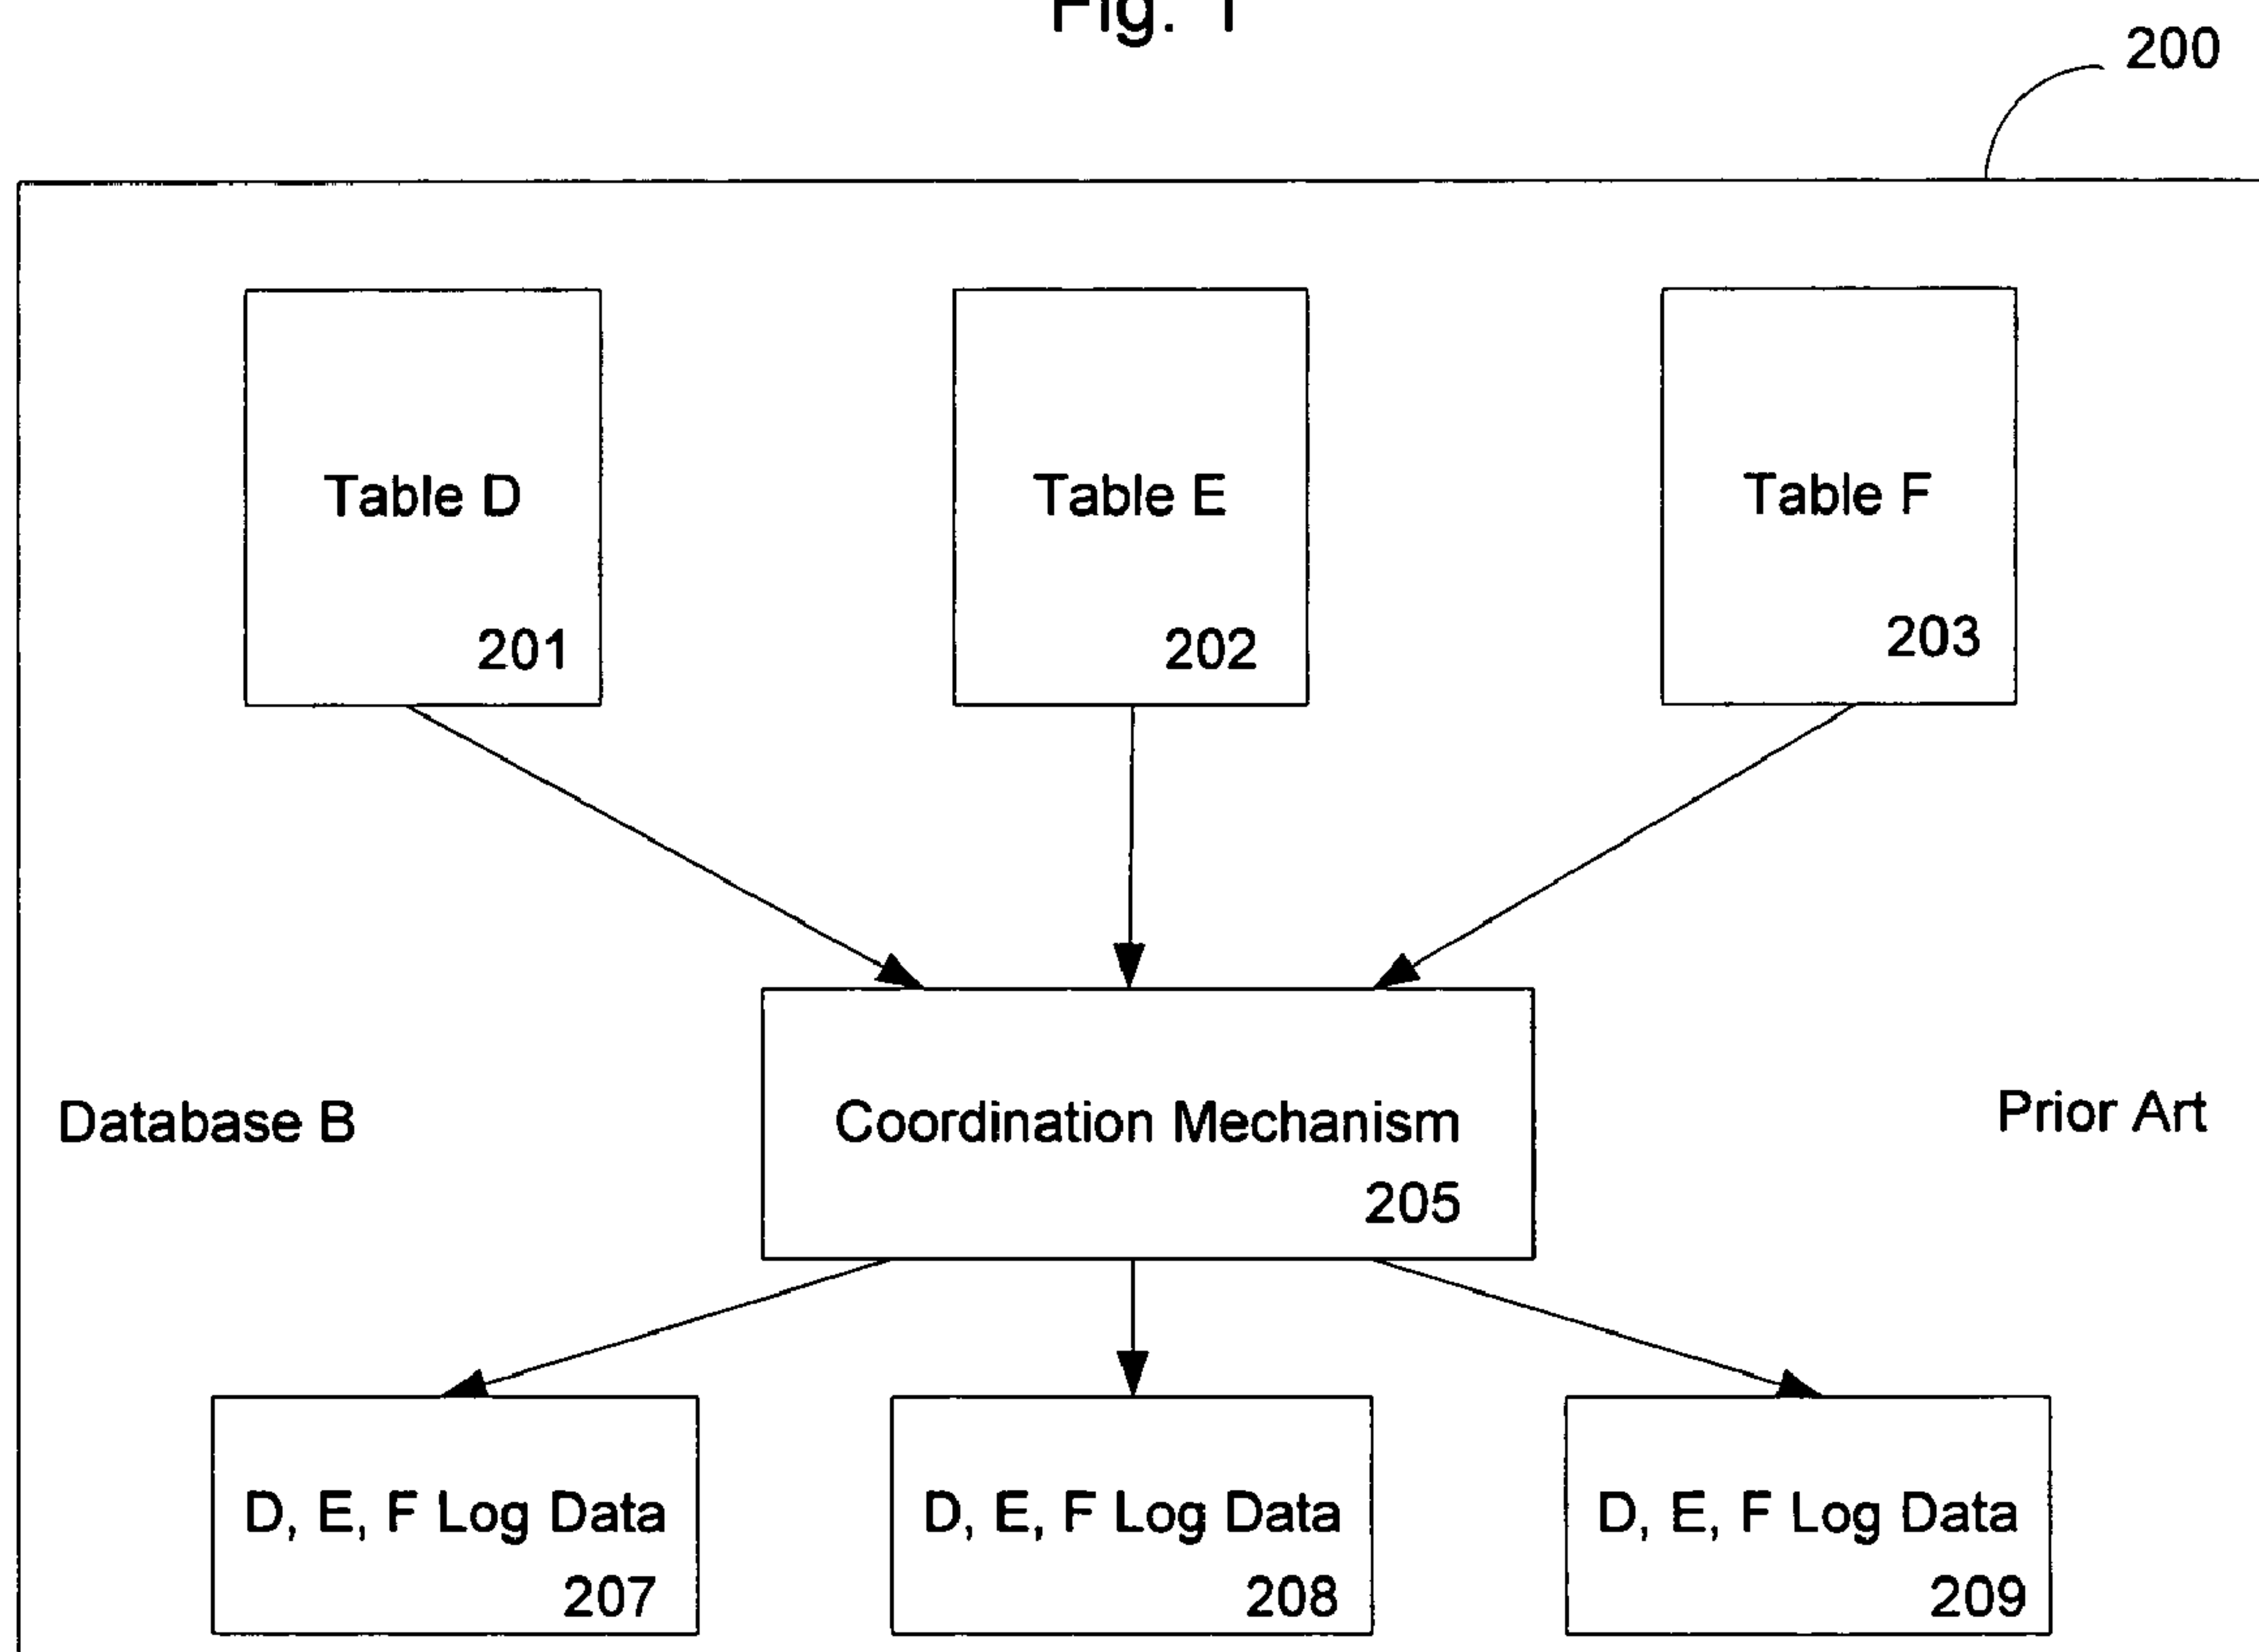 Fig. 1
200
Table D
201
Table E
202
Table F
203
Database B
Coordination Mechanism
205
Prior Art
D, E, F Log Data
207
D, E, F Log Data
208
D, E, F Log Data
209